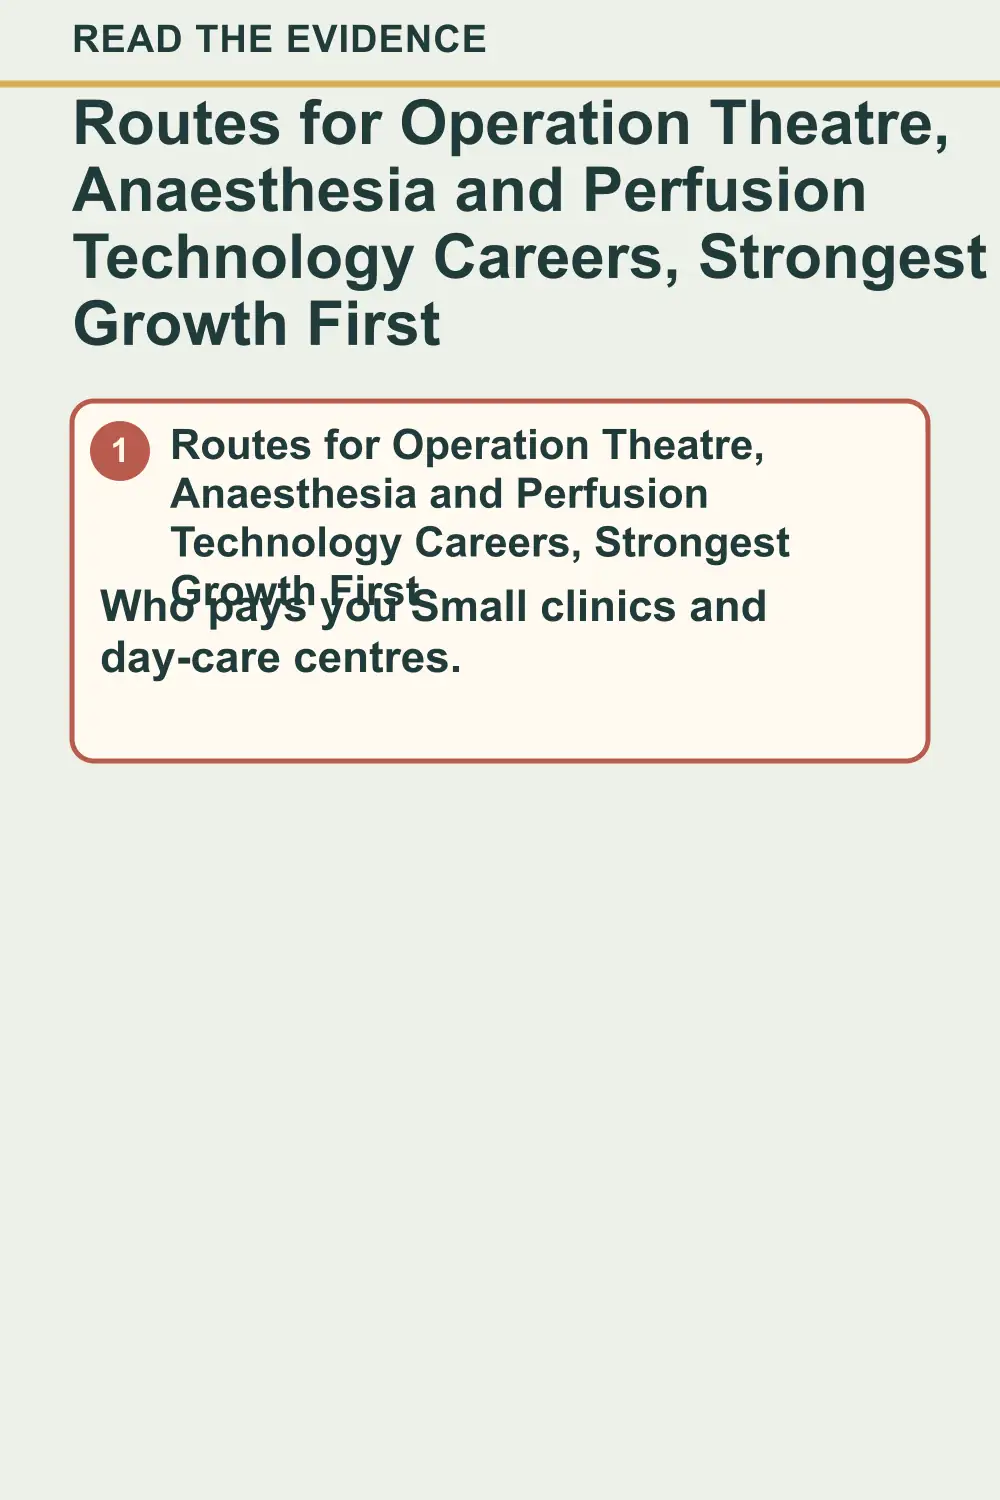 READ THE EVIDENCE
Routes for Operation Theatre,
Anaesthesia and Perfusion
Technology Careers, Strongest
Growth First
1
Routes for Operation Theatre,
Anaesthesia and Perfusion
Technology Careers, Strongest
Growth First
Who pays you Small clinics and
day-care centres.